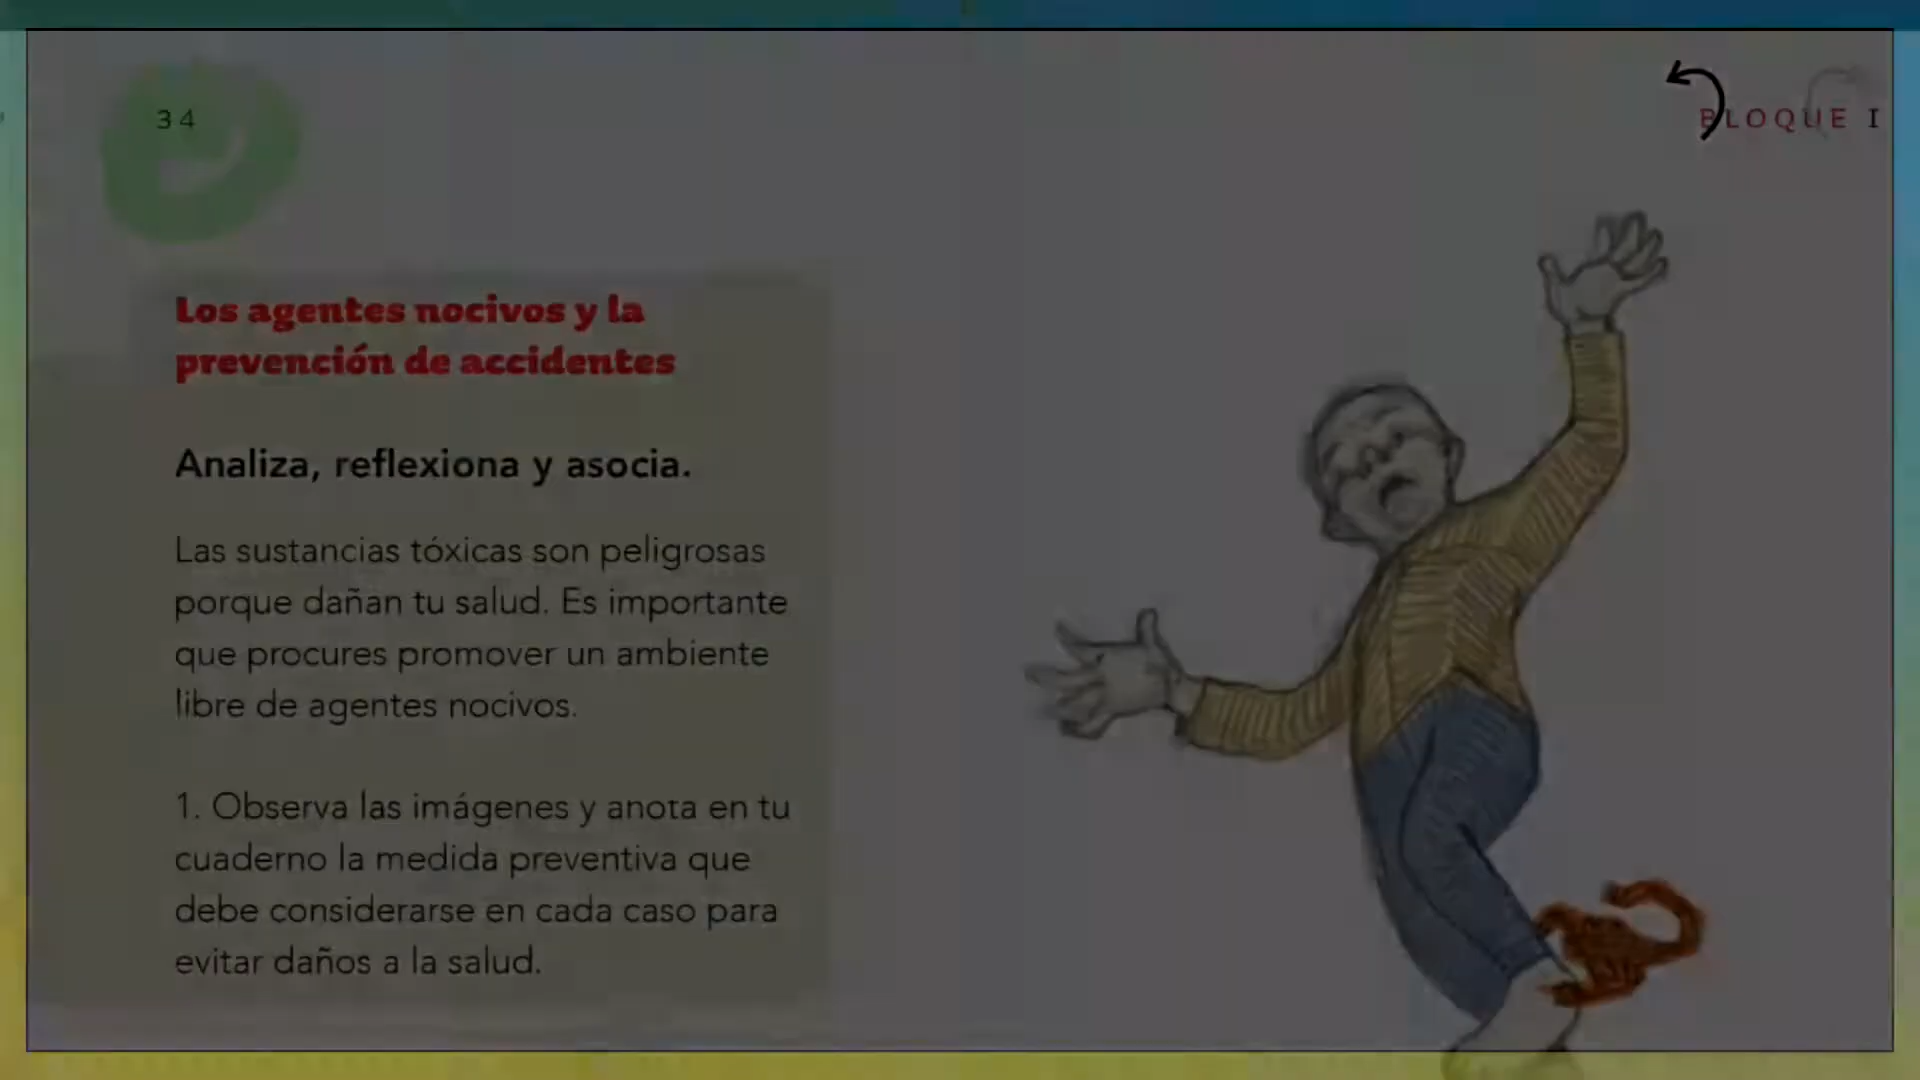 34
BLOQUE I
Los agentes nocivos y la
prevención de accidentes
Analiza, reflexiona y asocia.
Las sustancias tóxicas son peligrosas
porque dañan tu salud. Es importante
que procures promover un ambiente
libre de agentes nocivos.
1. Observa las imágenes y anota en tu
cuaderno la medida preventiva que
debe considerarse en cada caso para
evitar daños a la salud.